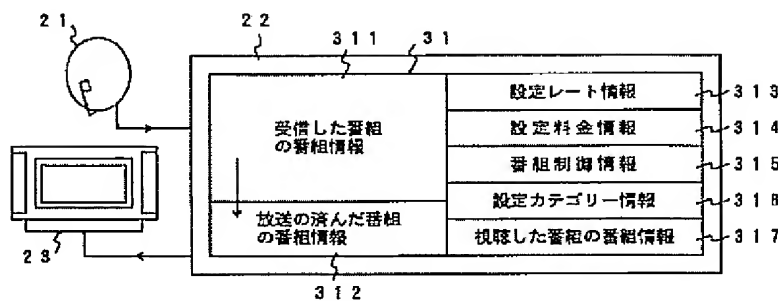 21
22
311
31
受信した番組
の番組情報
放送の済んだ番組
の番組情報
設定レート情報
設定料金情報
番組制御情報
設定カテゴリー情報
視聴した番組の番組情報
313
314
315
316
317
23
312